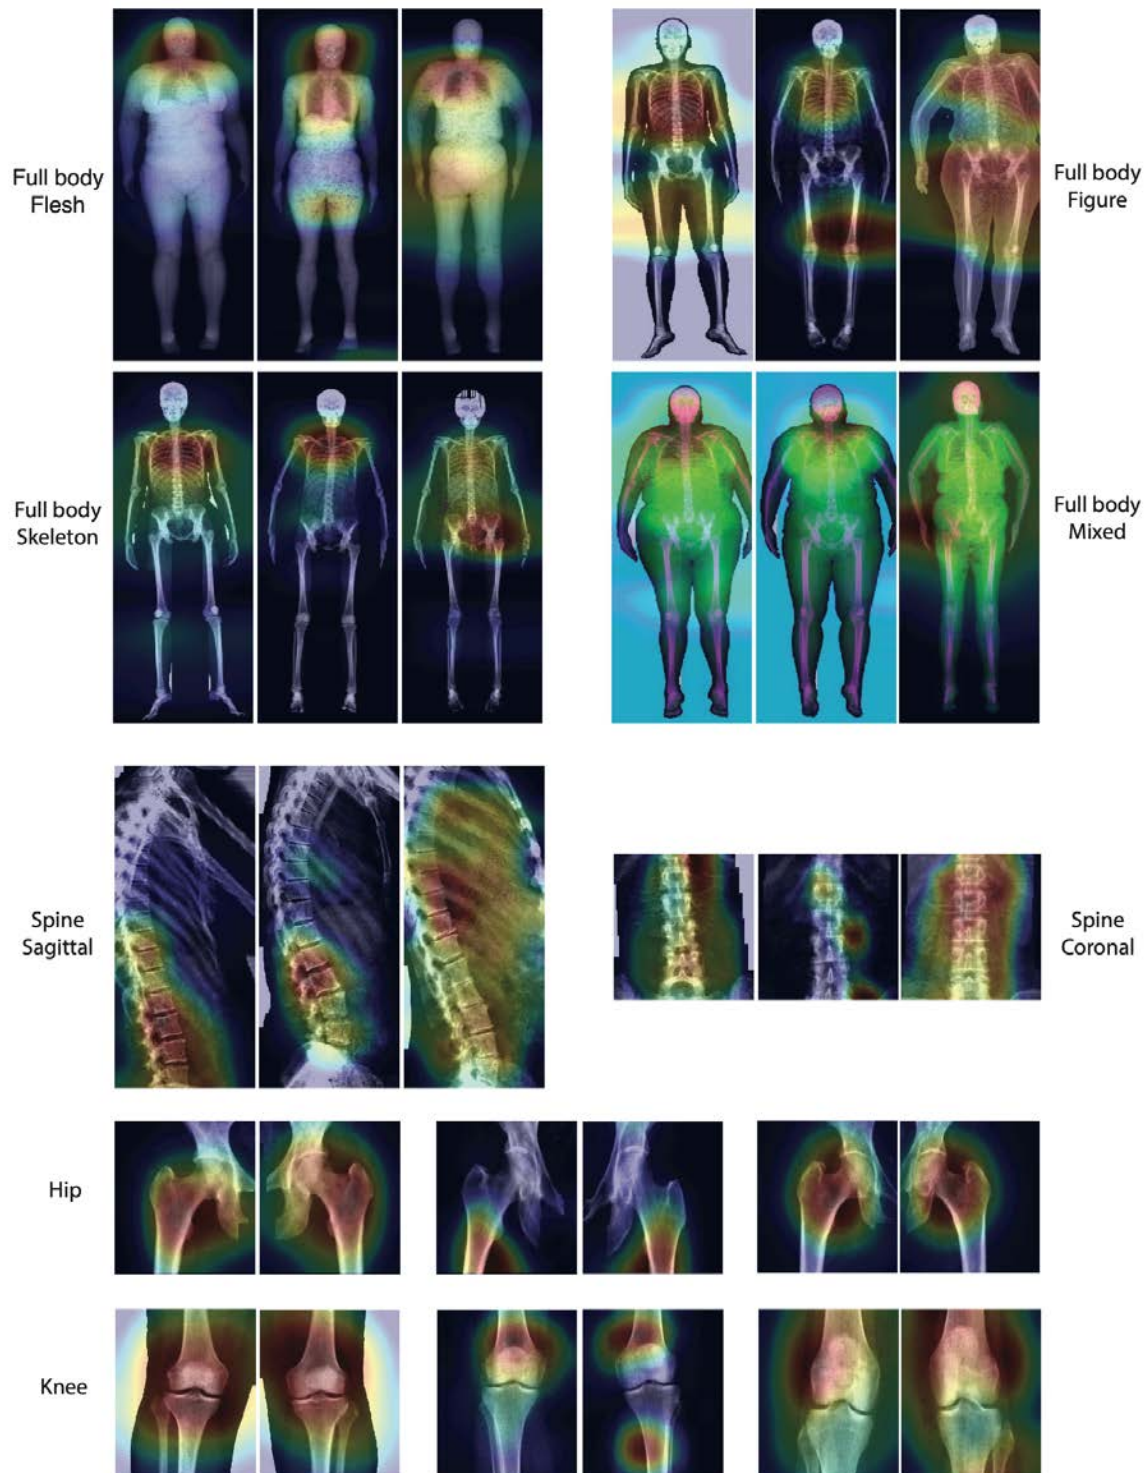 Full body
Flesh
Full body
Figure
Full body
Skeleton
Full body
Mixed
Spine
Sagittal
Spine
Coronal
Hip
Knee